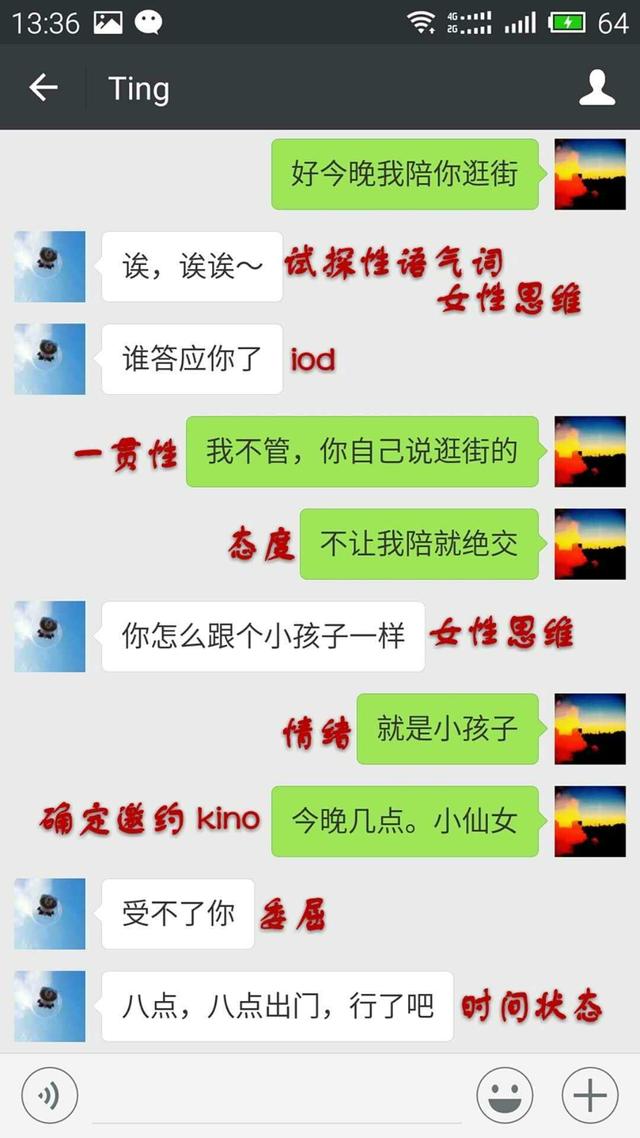 13:36 4G 2G 64
Ting
好今晚我陪你逛街
诶，诶诶～ 试探性语气词
女性思维
谁答应你了 iod
一贯性 我不管，你自己说逛街的
态度 不让我陪就绝交
你怎么跟个小孩子一样 女性思维
情绪 就是小孩子
确定邀约 kino 今晚几点。小仙女
受不了你 委屈
八点，八点出门，行了吧 时间状态